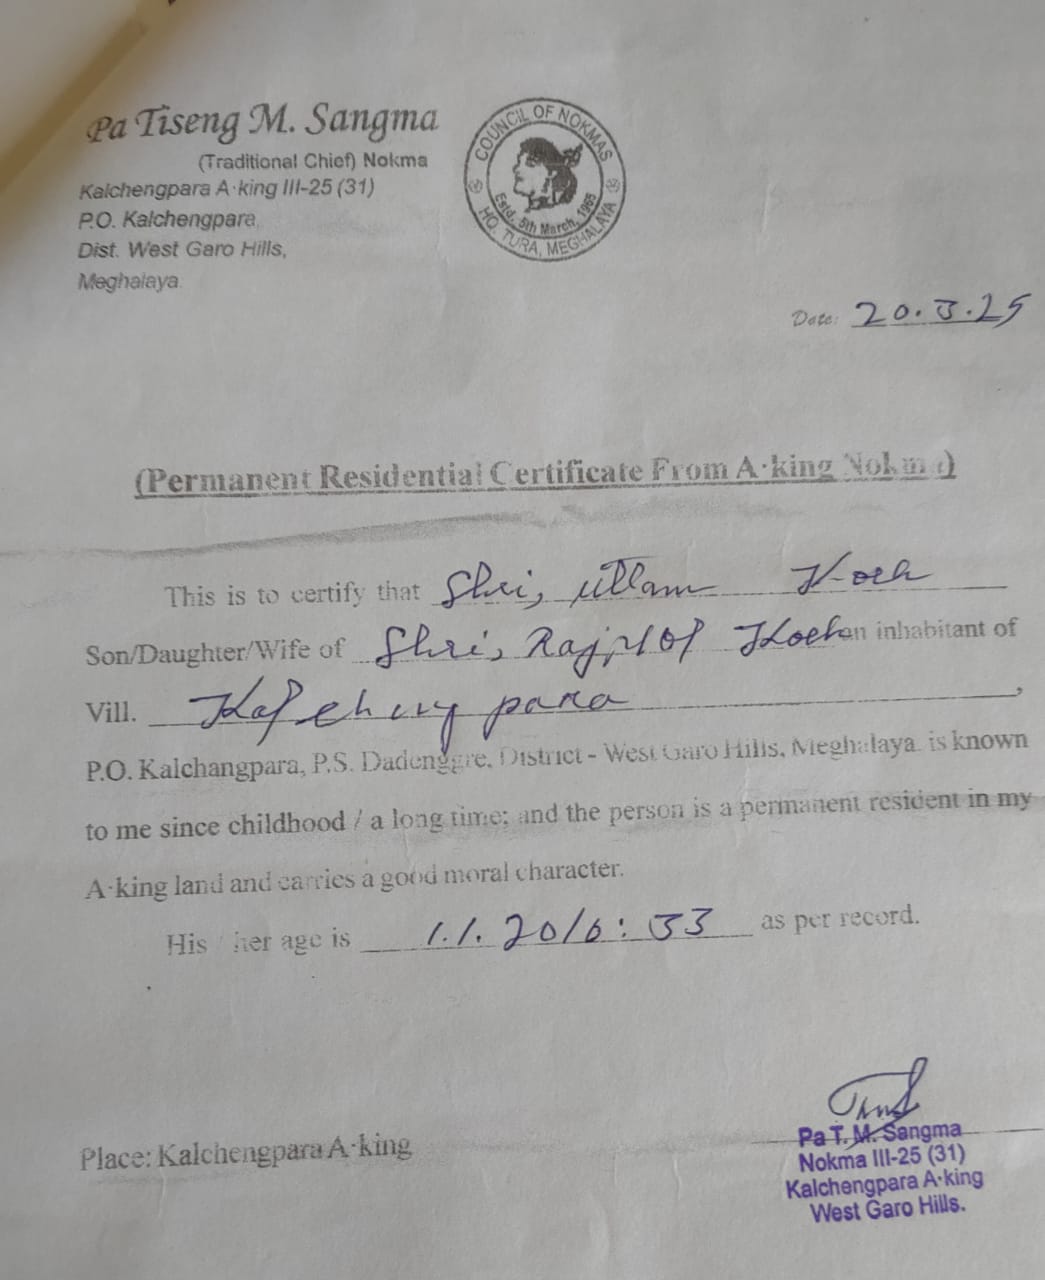 Pa Tiseng M. Sangma
(Traditional Chief) Nokma
Kalchengpara A·king III-25 (31)
P.O. Kalchengpara,
Dist. West Garo Hills,
Meghalaya.
COUNCIL OF NOKMAS
Estd. 5th March, 1965
HQ. TURA, MEGHALAYA
Date: 20.3.25
(Permanent Residential Certificate From A·king Nokma)
This is to certify that Shri, uttam Koch
Son/Daughter/Wife of Shri, Koch an inhabitant of
Vill. Kalchengpara,
P.O. Kalchangpara, P.S. Dadenggre, District - West Garo Hills, Meghalaya. is known
to me since childhood / a long time; and the person is a permanent resident in my
A·king land and carries a good moral character.
His / her age is 1.1.2016: 33 as per record.
Place: Kalchengpara A·king
Pa T. M. Sangma
Nokma III-25 (31)
Kalchengpara A·king
West Garo Hills.